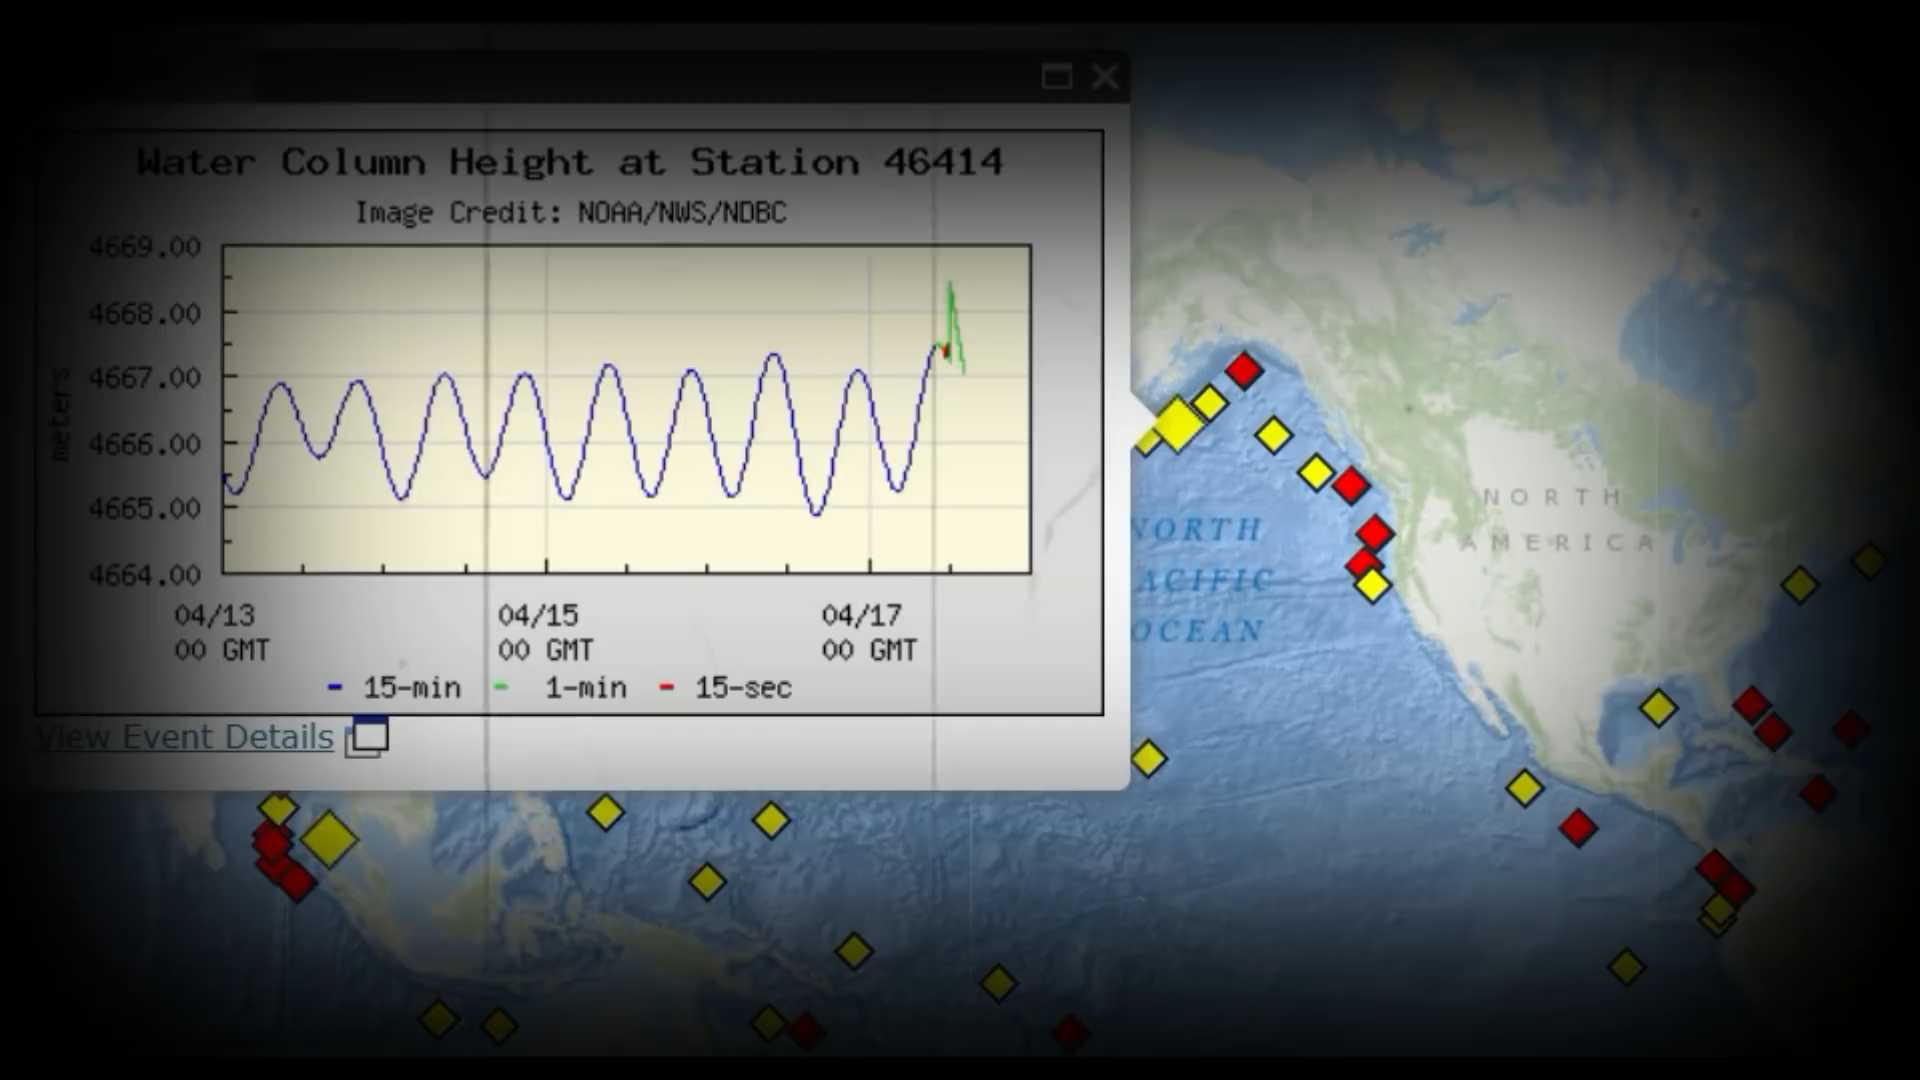 Water Column Height at Station 46414
Image Credit: NOAA/NWS/NDBC
4669.00
4668.00
4667.00
4666.00
4665.00
4664.00
meters
04/13
00 GMT
04/15
00 GMT
04/17
00 GMT
15-min
1-min
15-sec
View Event Details
NORTH
PACIFIC
OCEAN
NORTH
AMERICA